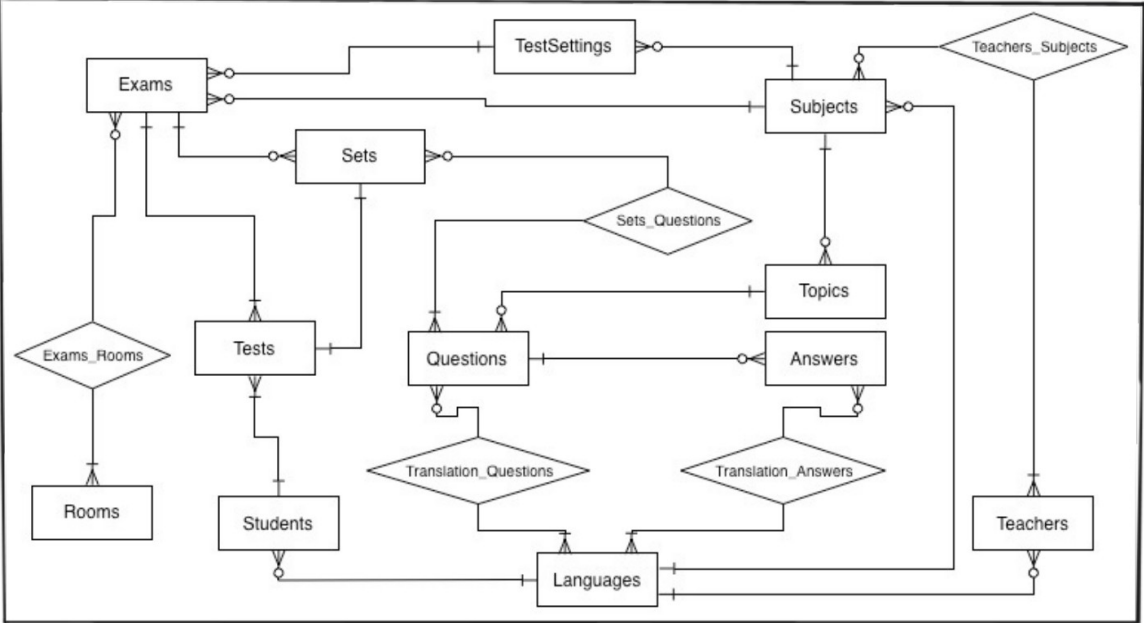 TestSettings
Teachers_Subjects
Exams
Subjects
Sets
Sets_Questions
Topics
Exams_Rooms
Tests
Questions
Answers
Translation_Questions
Translation_Answers
Rooms
Students
Teachers
Languages